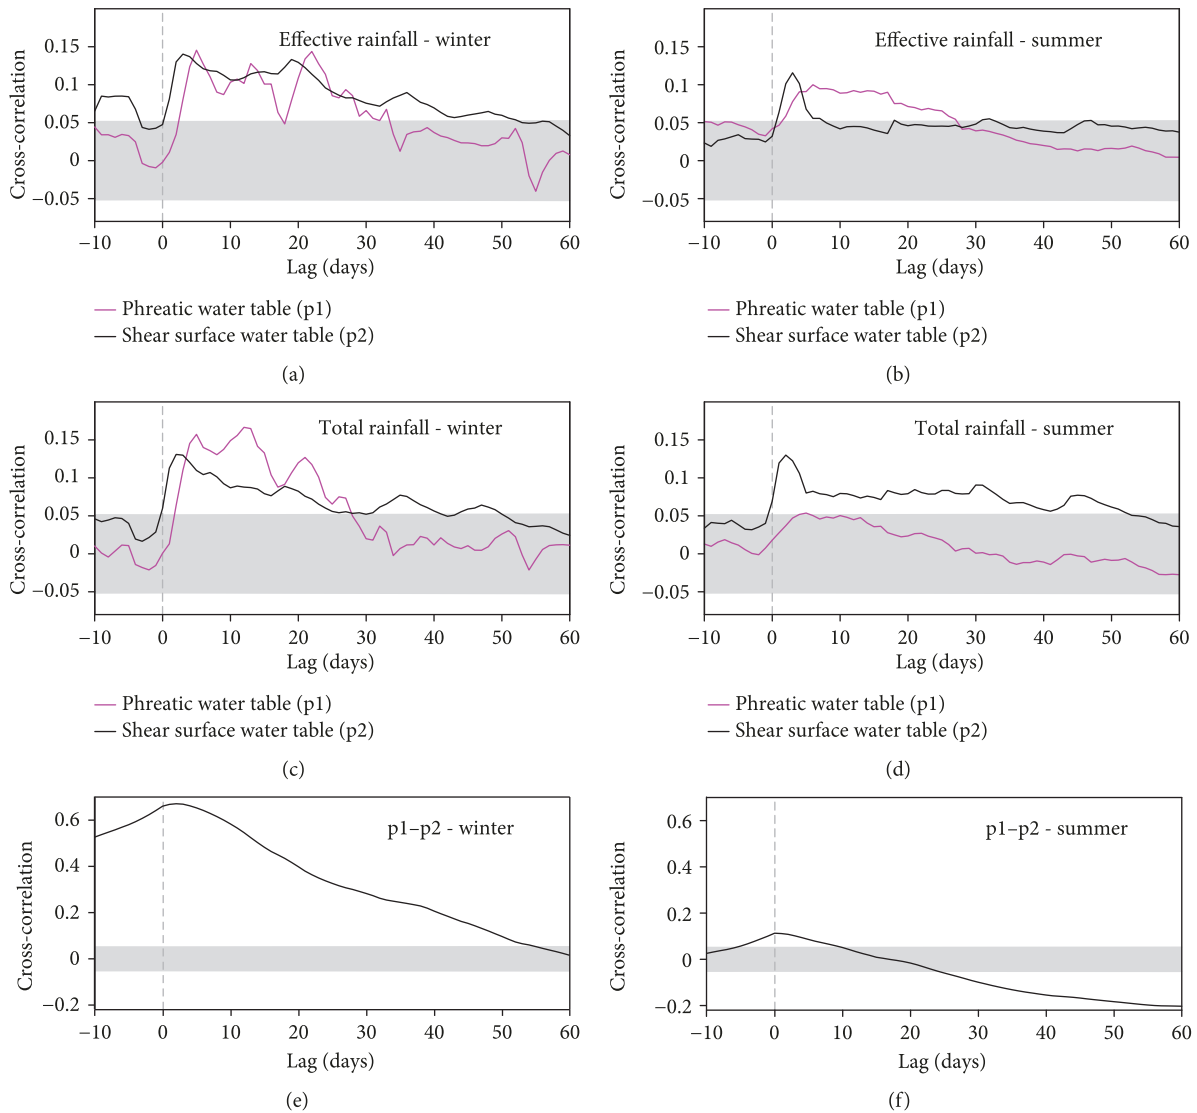 Effective rainfall - winter
Cross-correlation
0.15
0.1
0.05
0
−0.05
−10 0 10 20 30 40 50 60
Lag (days)
Phreatic water table (p1)
Shear surface water table (p2)
(a)
Effective rainfall - summer
Cross-correlation
0.15
0.1
0.05
0
−0.05
−10 0 10 20 30 40 50 60
Lag (days)
Phreatic water table (p1)
Shear surface water table (p2)
(b)
Total rainfall - winter
Cross-correlation
0.15
0.1
0.05
0
−0.05
−10 0 10 20 30 40 50 60
Lag (days)
Phreatic water table (p1)
Shear surface water table (p2)
(c)
Total rainfall - summer
Cross-correlation
0.15
0.1
0.05
0
−0.05
−10 0 10 20 30 40 50 60
Lag (days)
Phreatic water table (p1)
Shear surface water table (p2)
(d)
p1–p2 - winter
Cross-correlation
0.6
0.4
0.2
0
−0.2
−10 0 10 20 30 40 50 60
Lag (days)
(e)
p1–p2 - summer
Cross-correlation
0.6
0.4
0.2
0
−0.2
−10 0 10 20 30 40 50 60
Lag (days)
(f)